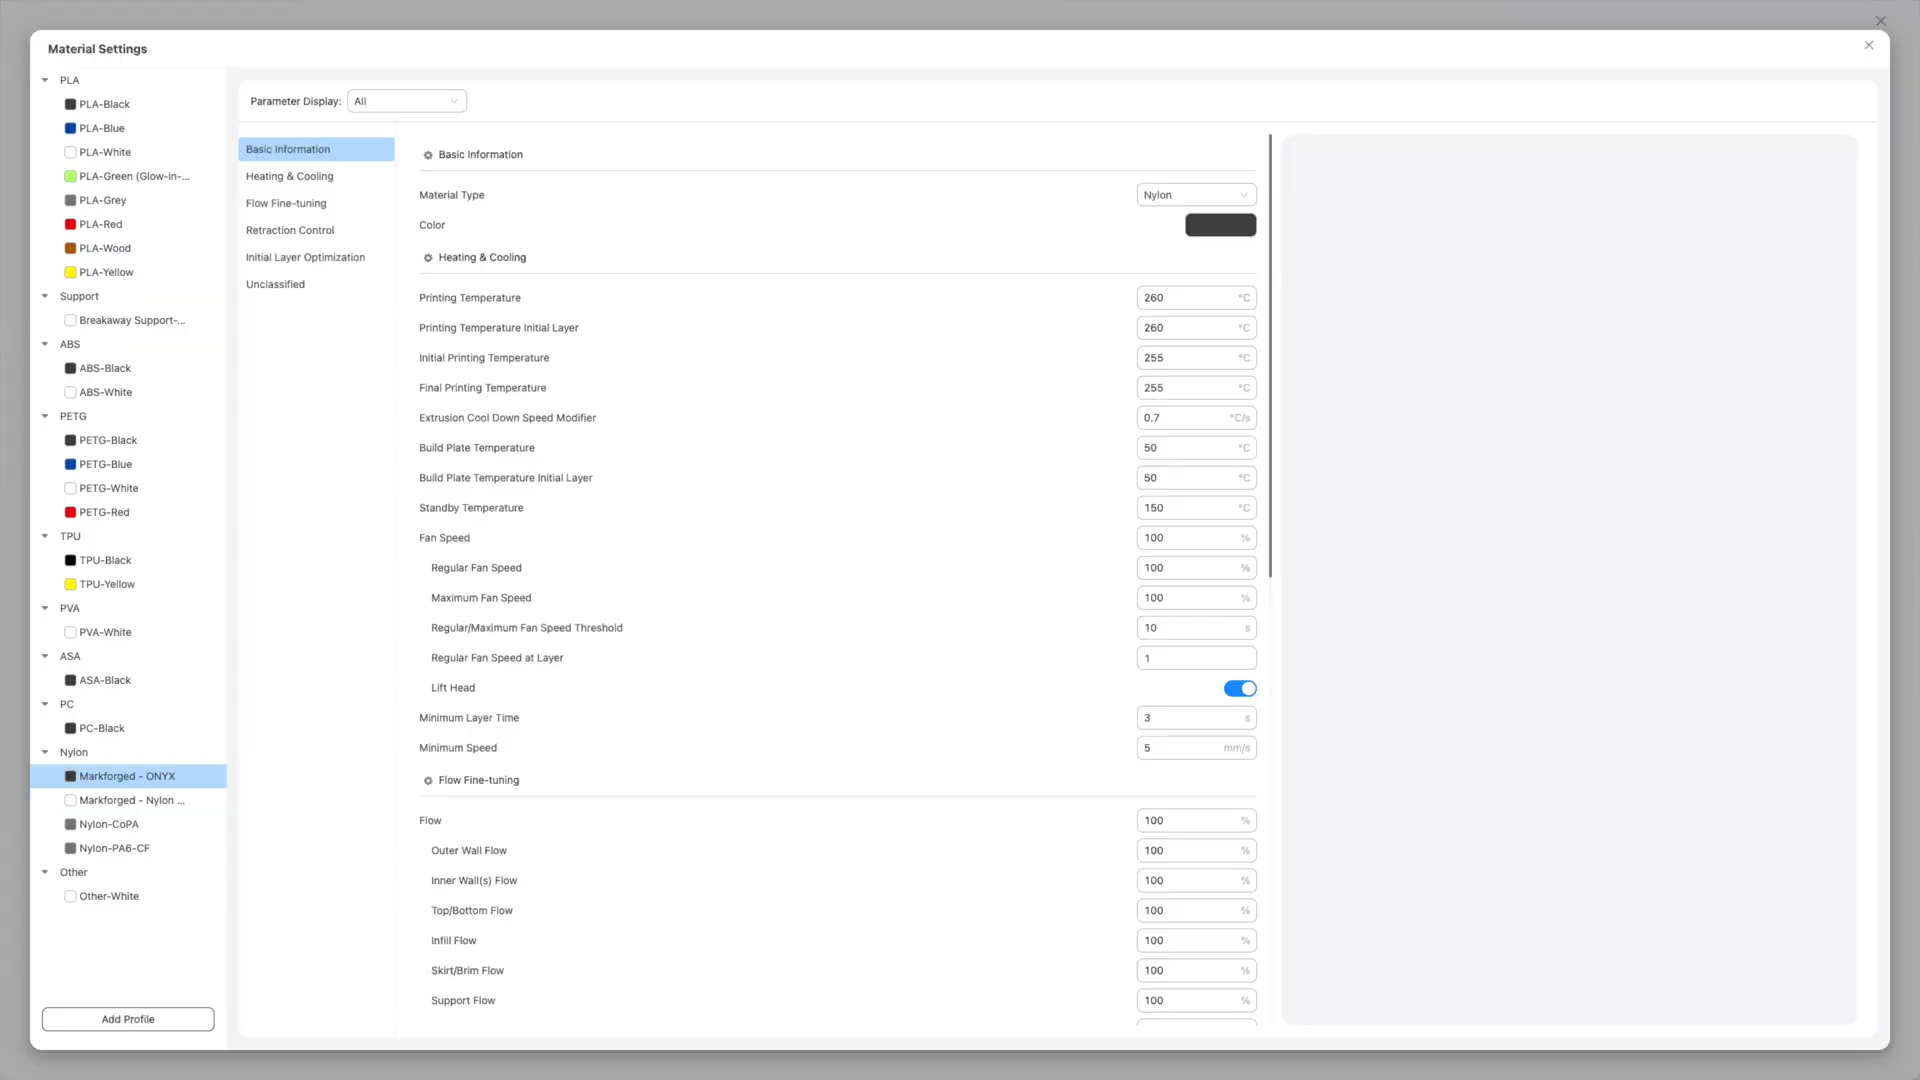 Material Settings
PLA
PLA-Black
PLA-Blue
PLA-White
PLA-Green (Glow-in-...
PLA-Grey
PLA-Red
PLA-Wood
PLA-Yellow
Support
Breakaway Support-...
ABS
ABS-Black
ABS-White
PETG
PETG-Black
PETG-Blue
PETG-White
PETG-Red
TPU
TPU-Black
TPU-Yellow
PVA
PVA-White
ASA
ASA-Black
PC
PC-Black
Nylon
Markforged - ONYX
Markforged - Nylon ...
Nylon-CoPA
Nylon-PA6-CF
Other
Other-White
Add Profile
Parameter Display: All
Basic Information
Heating & Cooling
Flow Fine-tuning
Retraction Control
Initial Layer Optimization
Unclassified
Basic Information
Material Type Nylon
Color
Heating & Cooling
Printing Temperature 260 °C
Printing Temperature Initial Layer 260 °C
Initial Printing Temperature 255 °C
Final Printing Temperature 255 °C
Extrusion Cool Down Speed Modifier 0.7 °C/s
Build Plate Temperature 50 °C
Build Plate Temperature Initial Layer 50 °C
Standby Temperature 150 °C
Fan Speed 100 %
Regular Fan Speed 100 %
Maximum Fan Speed 100 %
Regular/Maximum Fan Speed Threshold 10 s
Regular Fan Speed at Layer 1
Lift Head
Minimum Layer Time 3 s
Minimum Speed 5 mm/s
Flow Fine-tuning
Flow 100 %
Outer Wall Flow 100 %
Inner Wall(s) Flow 100 %
Top/Bottom Flow 100 %
Infill Flow 100 %
Skirt/Brim Flow 100 %
Support Flow 100 %